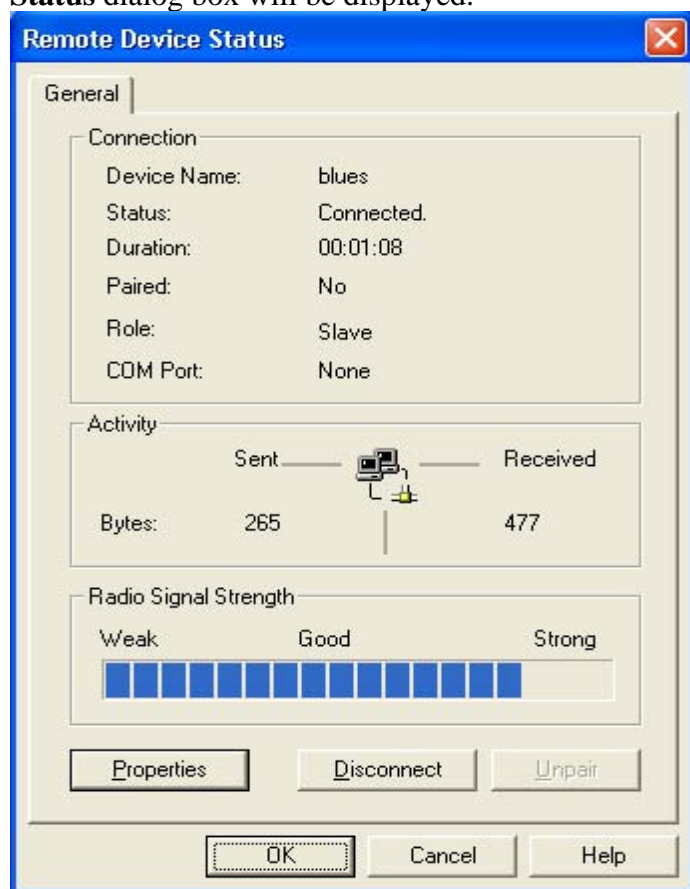 Status dialog box will be displayed.
Remote Device Status
General
Connection
Device Name: blues
Status: Connected.
Duration: 00:01:08
Paired: No
Role: Slave
COM Port: None
Activity
Sent Received
Bytes: 265 477
Radio Signal Strength
Weak Good Strong
Properties Disconnect Unpair
OK Cancel Help